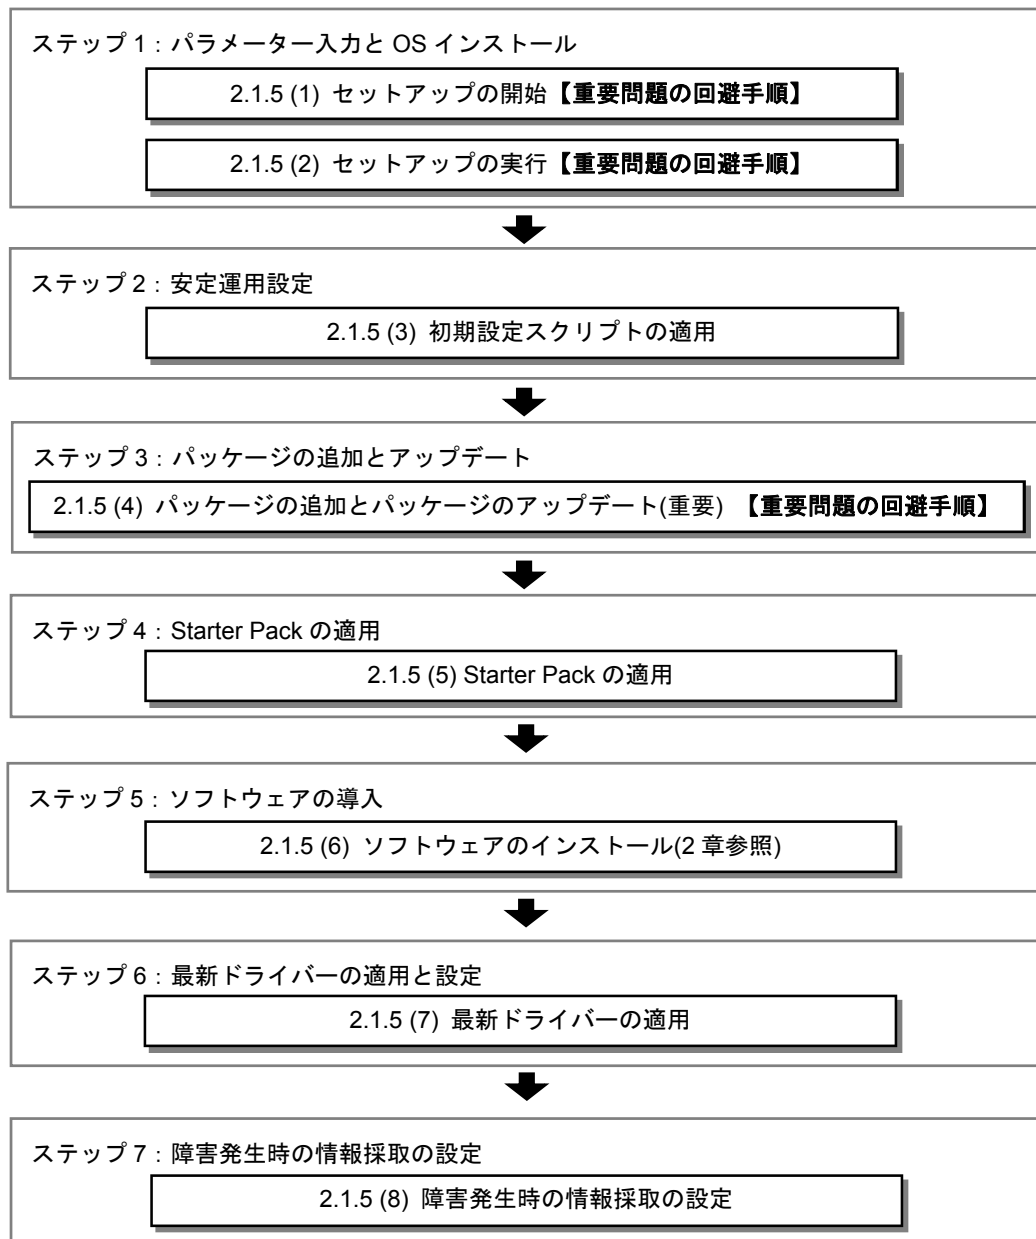 ステップ 1：パラメーター入力と OS インストール
2.1.5 (1) セットアップの開始【重要問題の回避手順】
2.1.5 (2) セットアップの実行【重要問題の回避手順】
ステップ 2：安定運用設定
2.1.5 (3) 初期設定スクリプトの適用
ステップ 3：パッケージの追加とアップデート
2.1.5 (4) パッケージの追加とパッケージのアップデート(重要) 【重要問題の回避手順】
ステップ 4：Starter Pack の適用
2.1.5 (5) Starter Pack の適用
ステップ 5：ソフトウェアの導入
2.1.5 (6) ソフトウェアのインストール(2 章参照)
ステップ 6：最新ドライバーの適用と設定
2.1.5 (7) 最新ドライバーの適用
ステップ 7：障害発生時の情報採取の設定
2.1.5 (8) 障害発生時の情報採取の設定